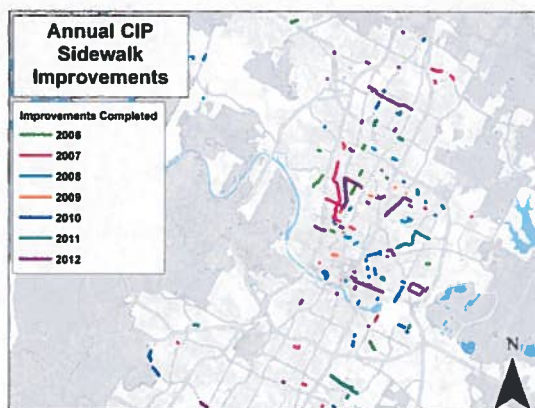 Annual CIP
Sidewalk
Improvements
Improvements Completed
2006
2007
2008
2009
2010
2011
2012
N